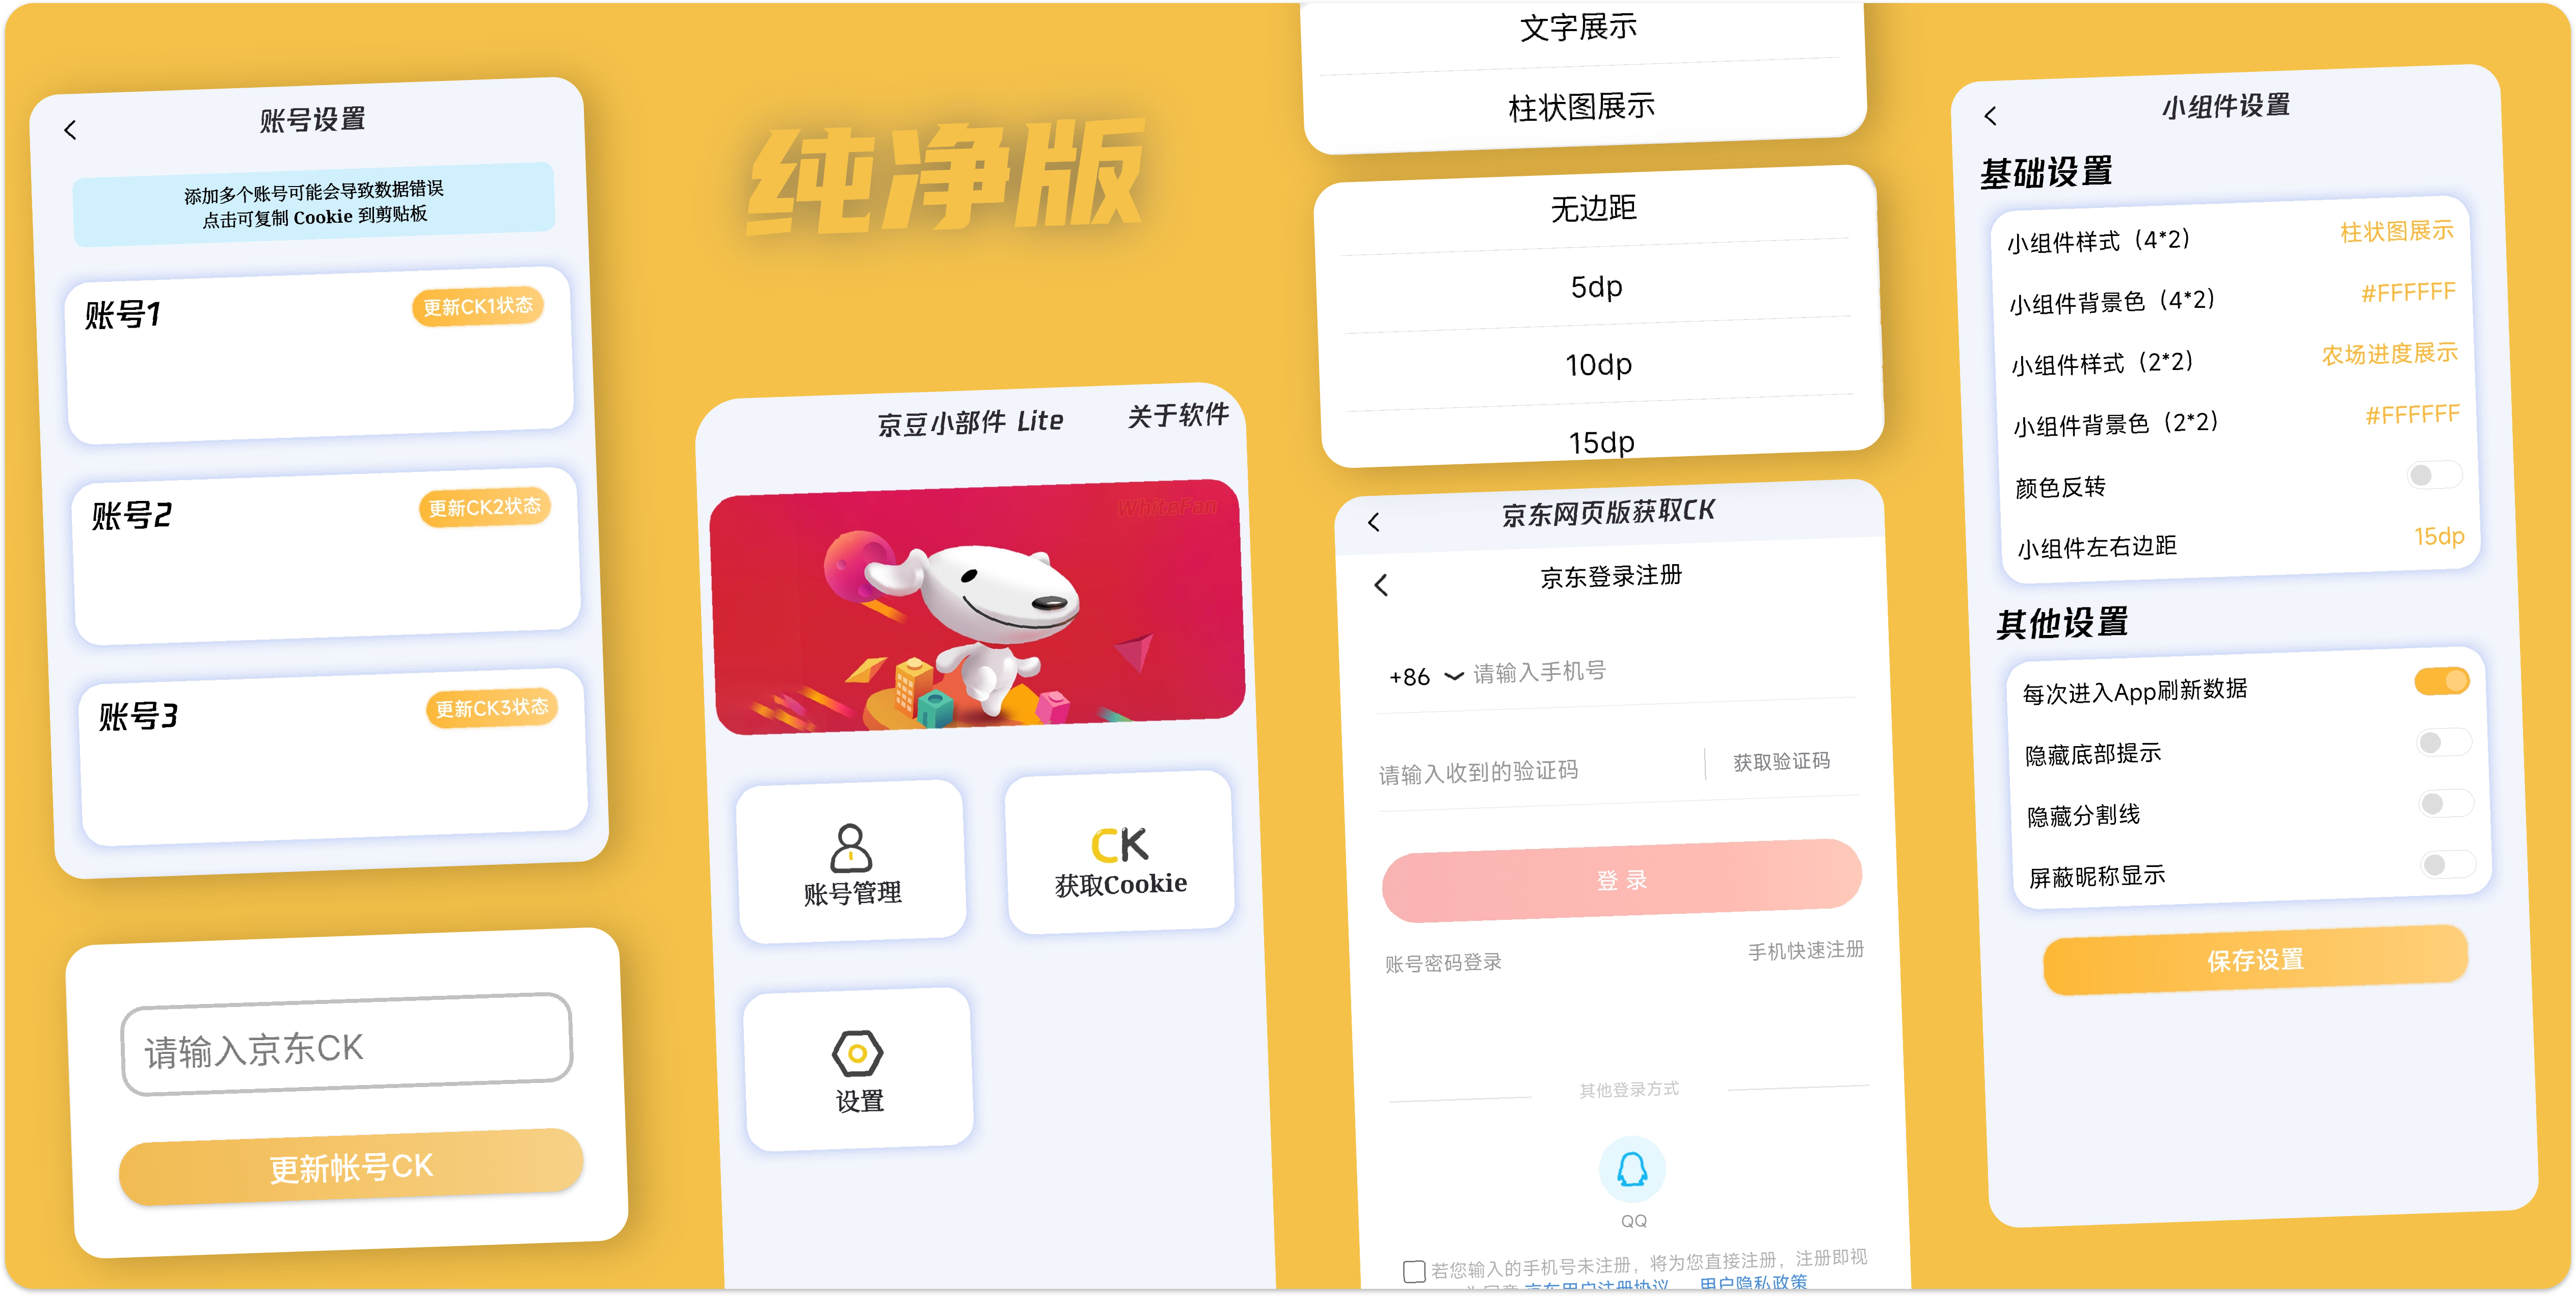 账号设置
添加多个账号可能会导致数据错误
点击可复制 Cookie 到剪贴板
账号1
更新CK1状态
账号2
更新CK2状态
账号3
更新CK3状态
请输入京东CK
更新帐号CK
纯净版
京豆小部件 Lite
关于软件
WhiteFan
账号管理
CK
获取Cookie
设置
文字展示
柱状图展示
无边距
5dp
10dp
15dp
京东网页版获取CK
京东登录注册
+86 请输入手机号
请输入收到的验证码
获取验证码
登 录
账号密码登录
手机快速注册
其他登录方式
QQ
若您输入的手机号未注册，将为您直接注册，注册即视
为同意 京东用户注册协议 用户隐私政策
小组件设置
基础设置
小组件样式（4*2） 柱状图展示
小组件背景色（4*2） #FFFFFF
小组件样式（2*2） 农场进度展示
小组件背景色（2*2） #FFFFFF
颜色反转
小组件左右边距 15dp
其他设置
每次进入App刷新数据
隐藏底部提示
隐藏分割线
屏蔽昵称显示
保存设置